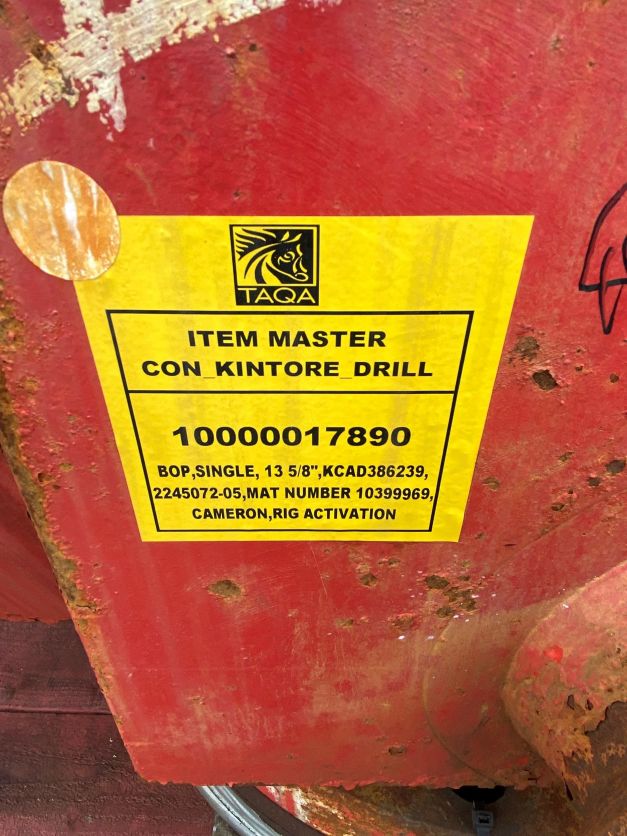 TAQA
ITEM MASTER
CON_KINTORE_DRILL
10000017890
BOP,SINGLE, 13 5/8",KCAD386239,
2245072-05,MAT NUMBER 10399969,
CAMERON,RIG ACTIVATION